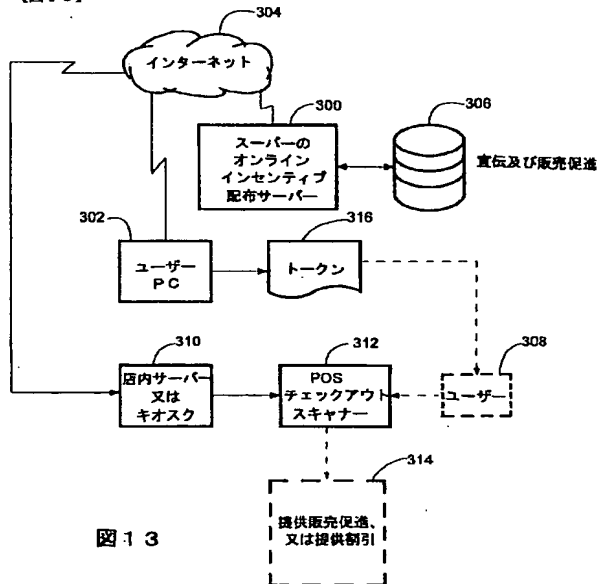 304
インターネット
300
306
スーパーの
オンライン
インセンティブ
配布サーバー
宣伝及び販売促進
302
316
ユーザー
PC
トークン
310
312
308
店内サーバー
又は
キオスク
POS
チェックアウト
スキャナー
ユーザー
314
提供販売促進、
又は提供割引
図13